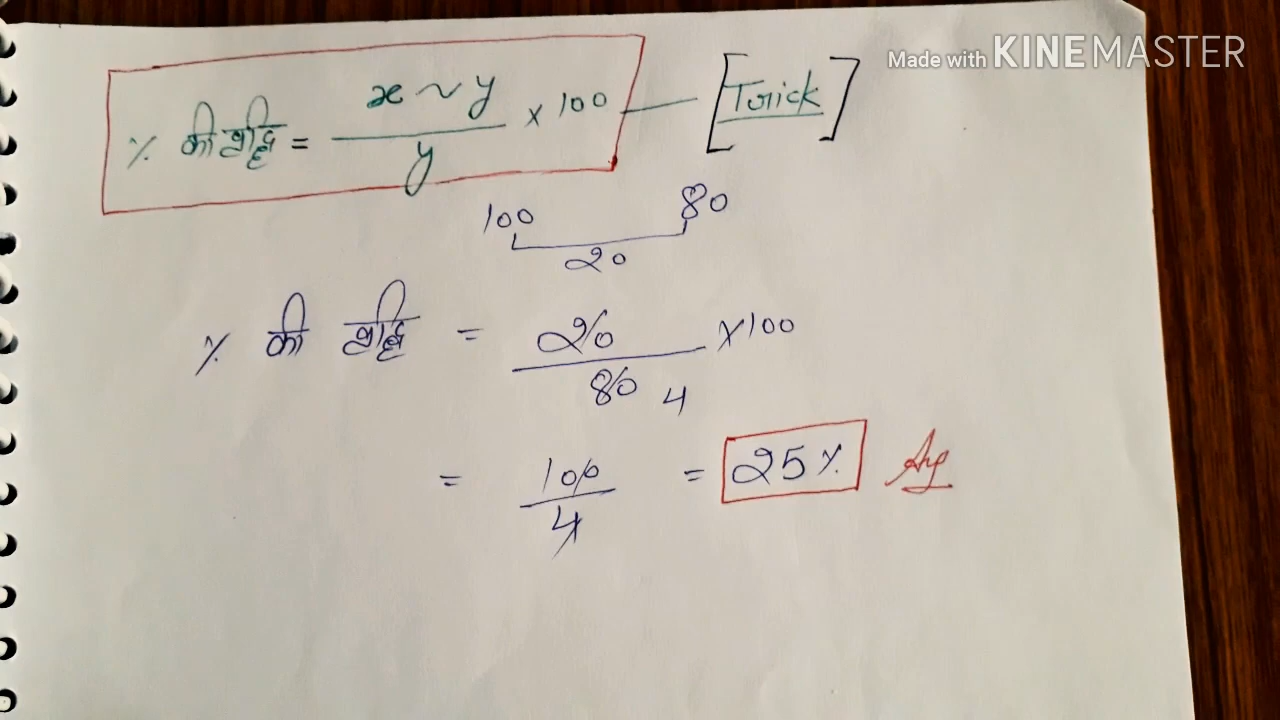 Made with KINEMASTER
% की वृद्धि = x ~ y / y × 100 — [Trick]
100 80
20
% की वृद्धि = 20 / 80 4 × 100
= 100 / 4 = 25% Ans